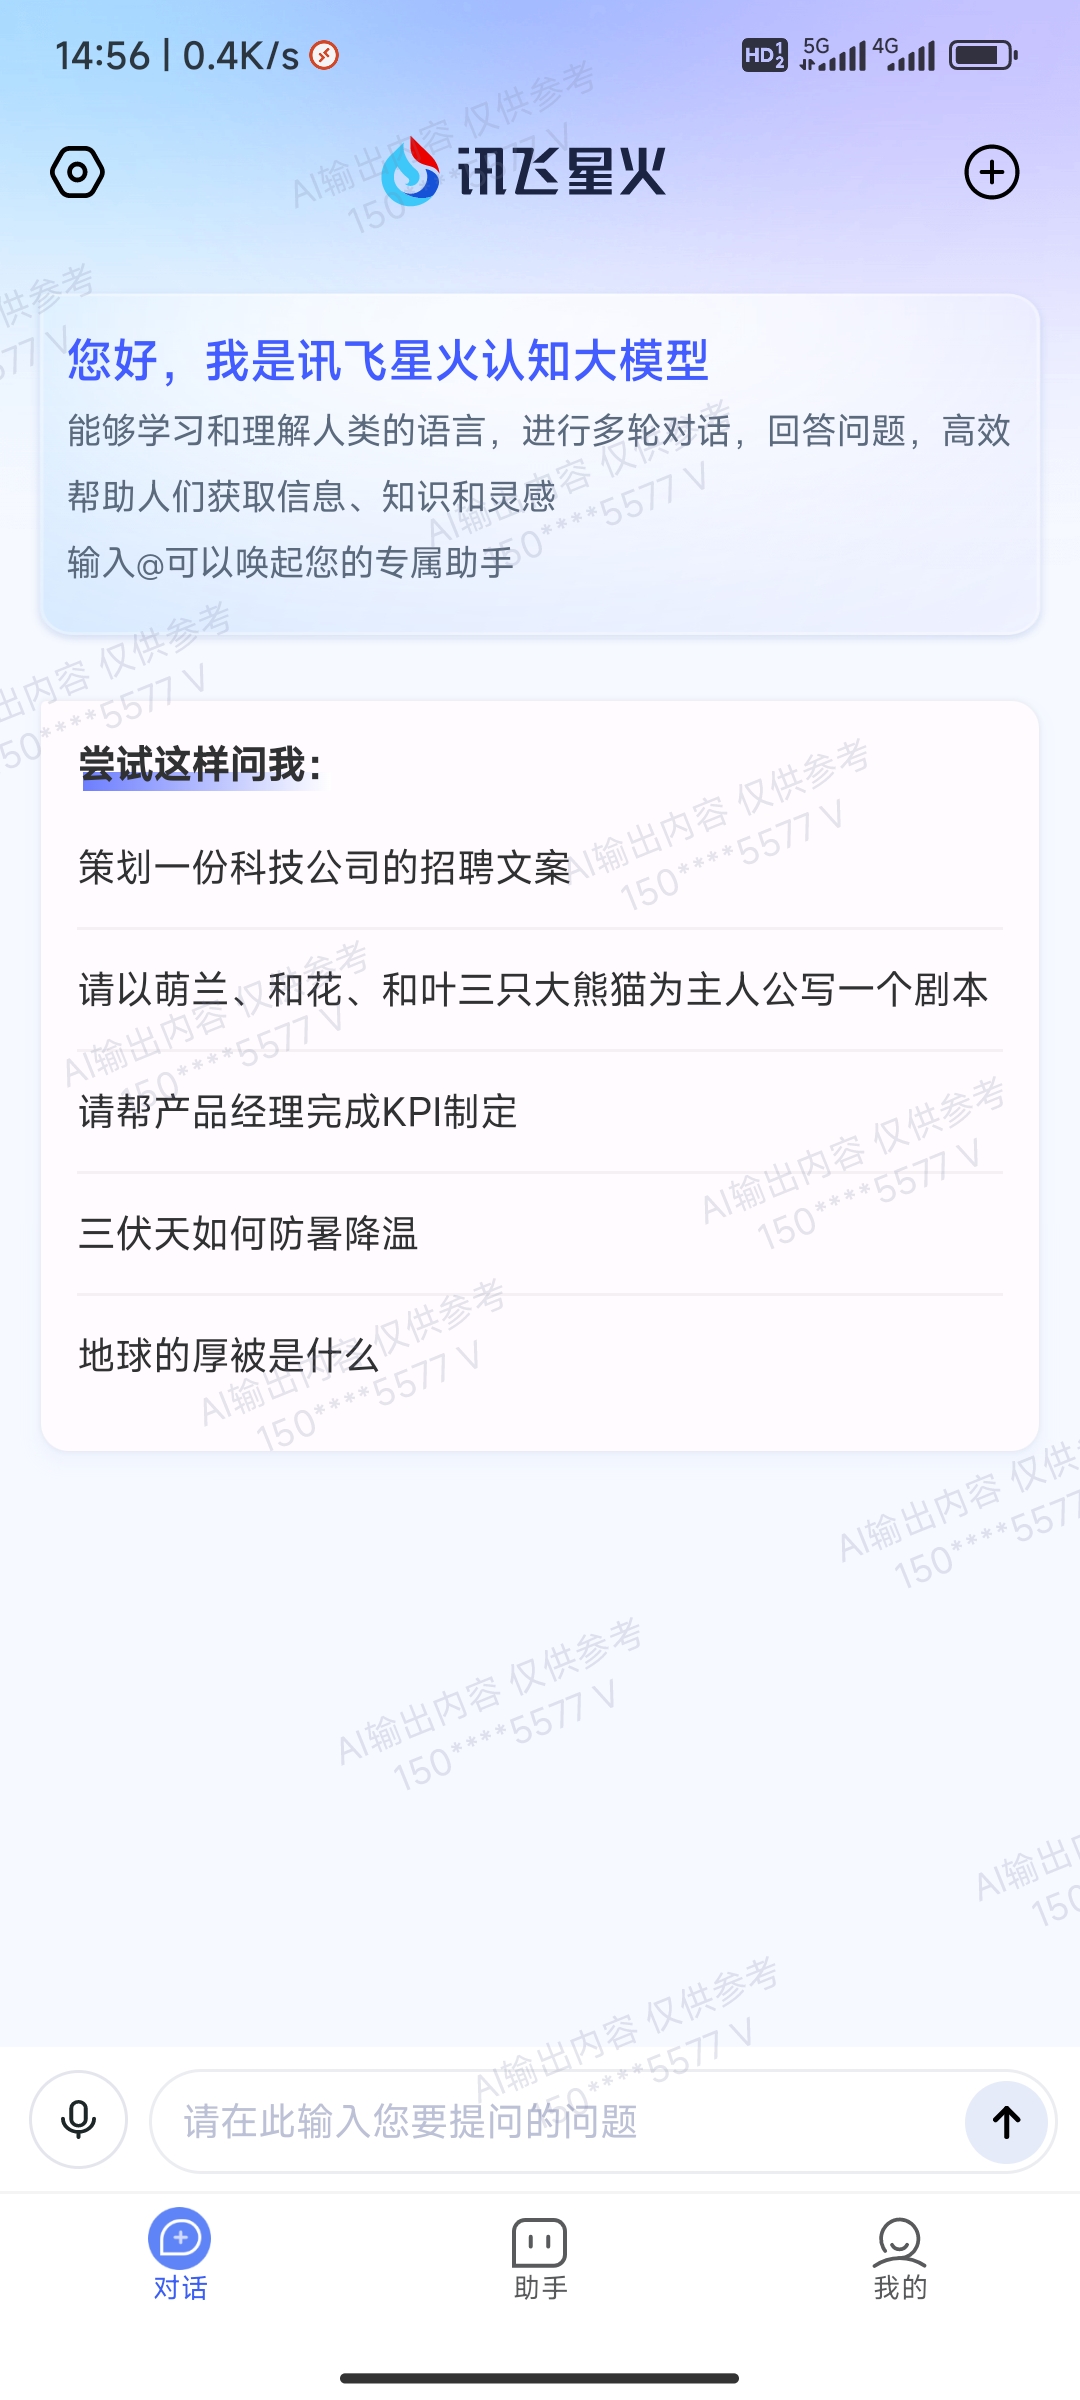 14:56 | 0.4K/s
HD 1 2 5G 4G
讯飞星火
您好，我是讯飞星火认知大模型
能够学习和理解人类的语言，进行多轮对话，回答问题，高效
帮助人们获取信息、知识和灵感
输入@可以唤起您的专属助手
尝试这样问我：
策划一份科技公司的招聘文案
请以萌兰、和花、和叶三只大熊猫为主人公写一个剧本
请帮产品经理完成KPI制定
三伏天如何防暑降温
地球的厚被是什么
AI输出内容 仅供参考
150****5577 V
请在此输入您要提问的问题
对话
助手
我的